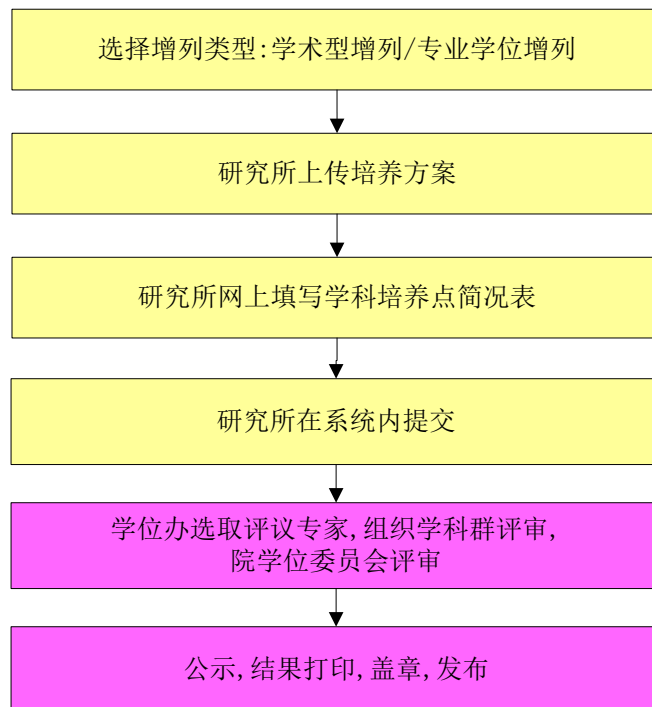 选择增列类型:学术型增列/专业学位增列
研究所上传培养方案
研究所网上填写学科培养点简况表
研究所在系统内提交
学位办选取评议专家,组织学科群评审,
院学位委员会评审
公示,结果打印,盖章,发布